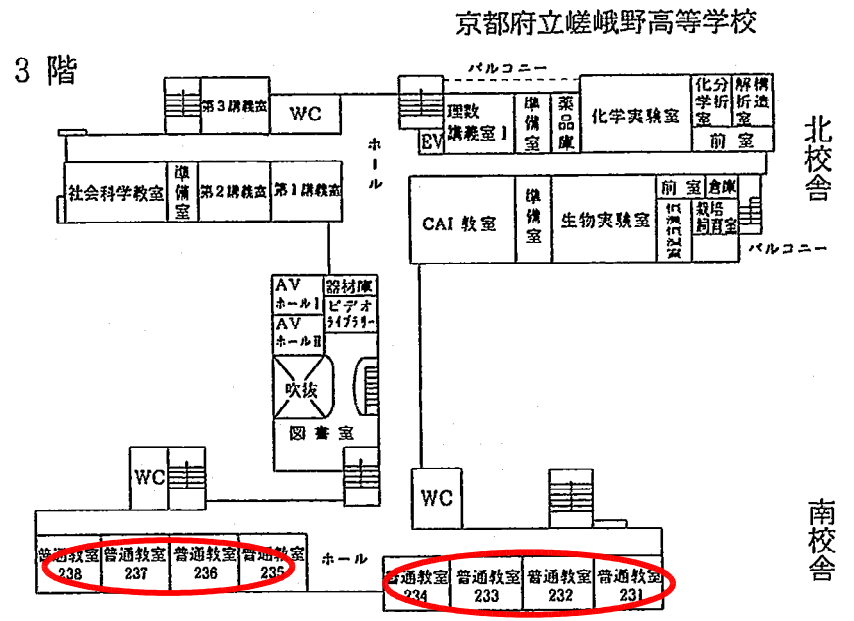 京都府立嵯峨野高等学校
3 階
バルコニー
第3講義室
WC
ホール
EV
理数
講義室 I
準備室
薬品庫
化学実験室
化学分析室
解析室
構造
前 室
北校舎
社会科学教室
準備室
第2講義室
第1講義室
CAI 教室
準備室
生物実験室
前 室
倉庫
栽培
飼育室
バルコニー
AV
ホール I
器材庫
AV
ホール II
ビデオ
ライブラリー
吹抜
図 書 室
WC
WC
南校舎
普通教室
238
普通教室
237
普通教室
236
普通教室
235
ホール
普通教室
234
普通教室
233
普通教室
232
普通教室
231